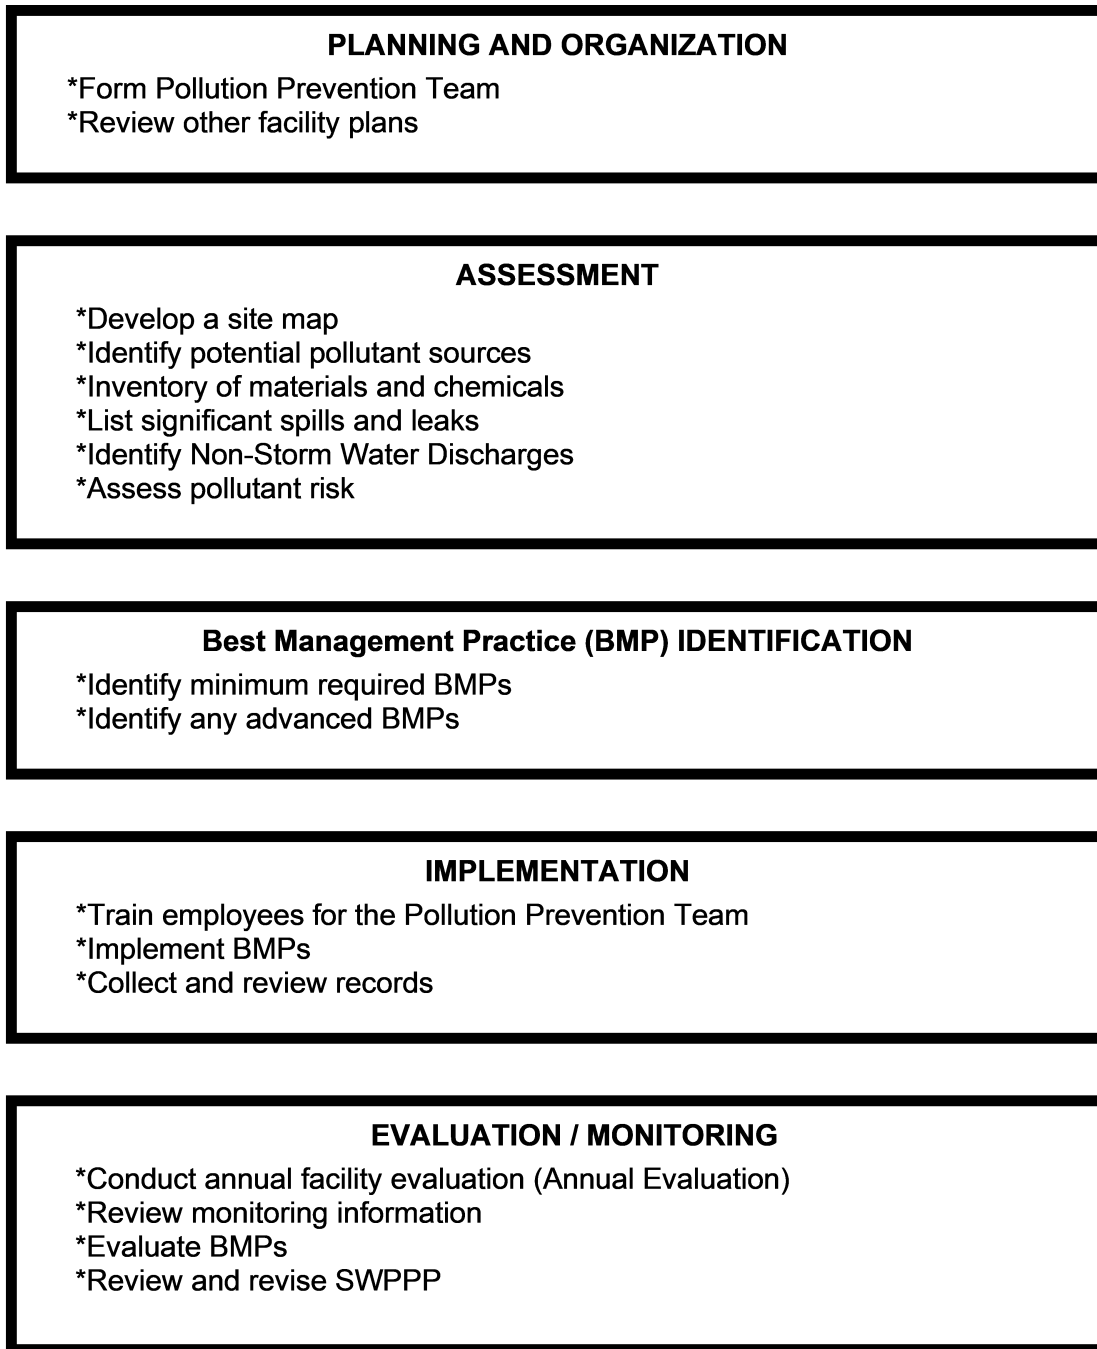 PLANNING AND ORGANIZATION
*Form Pollution Prevention Team
*Review other facility plans
ASSESSMENT
*Develop a site map
*Identify potential pollutant sources
*Inventory of materials and chemicals
*List significant spills and leaks
*Identify Non-Storm Water Discharges
*Assess pollutant risk
Best Management Practice (BMP) IDENTIFICATION
*Identify minimum required BMPs
*Identify any advanced BMPs
IMPLEMENTATION
*Train employees for the Pollution Prevention Team
*Implement BMPs
*Collect and review records
EVALUATION / MONITORING
*Conduct annual facility evaluation (Annual Evaluation)
*Review monitoring information
*Evaluate BMPs
*Review and revise SWPPP